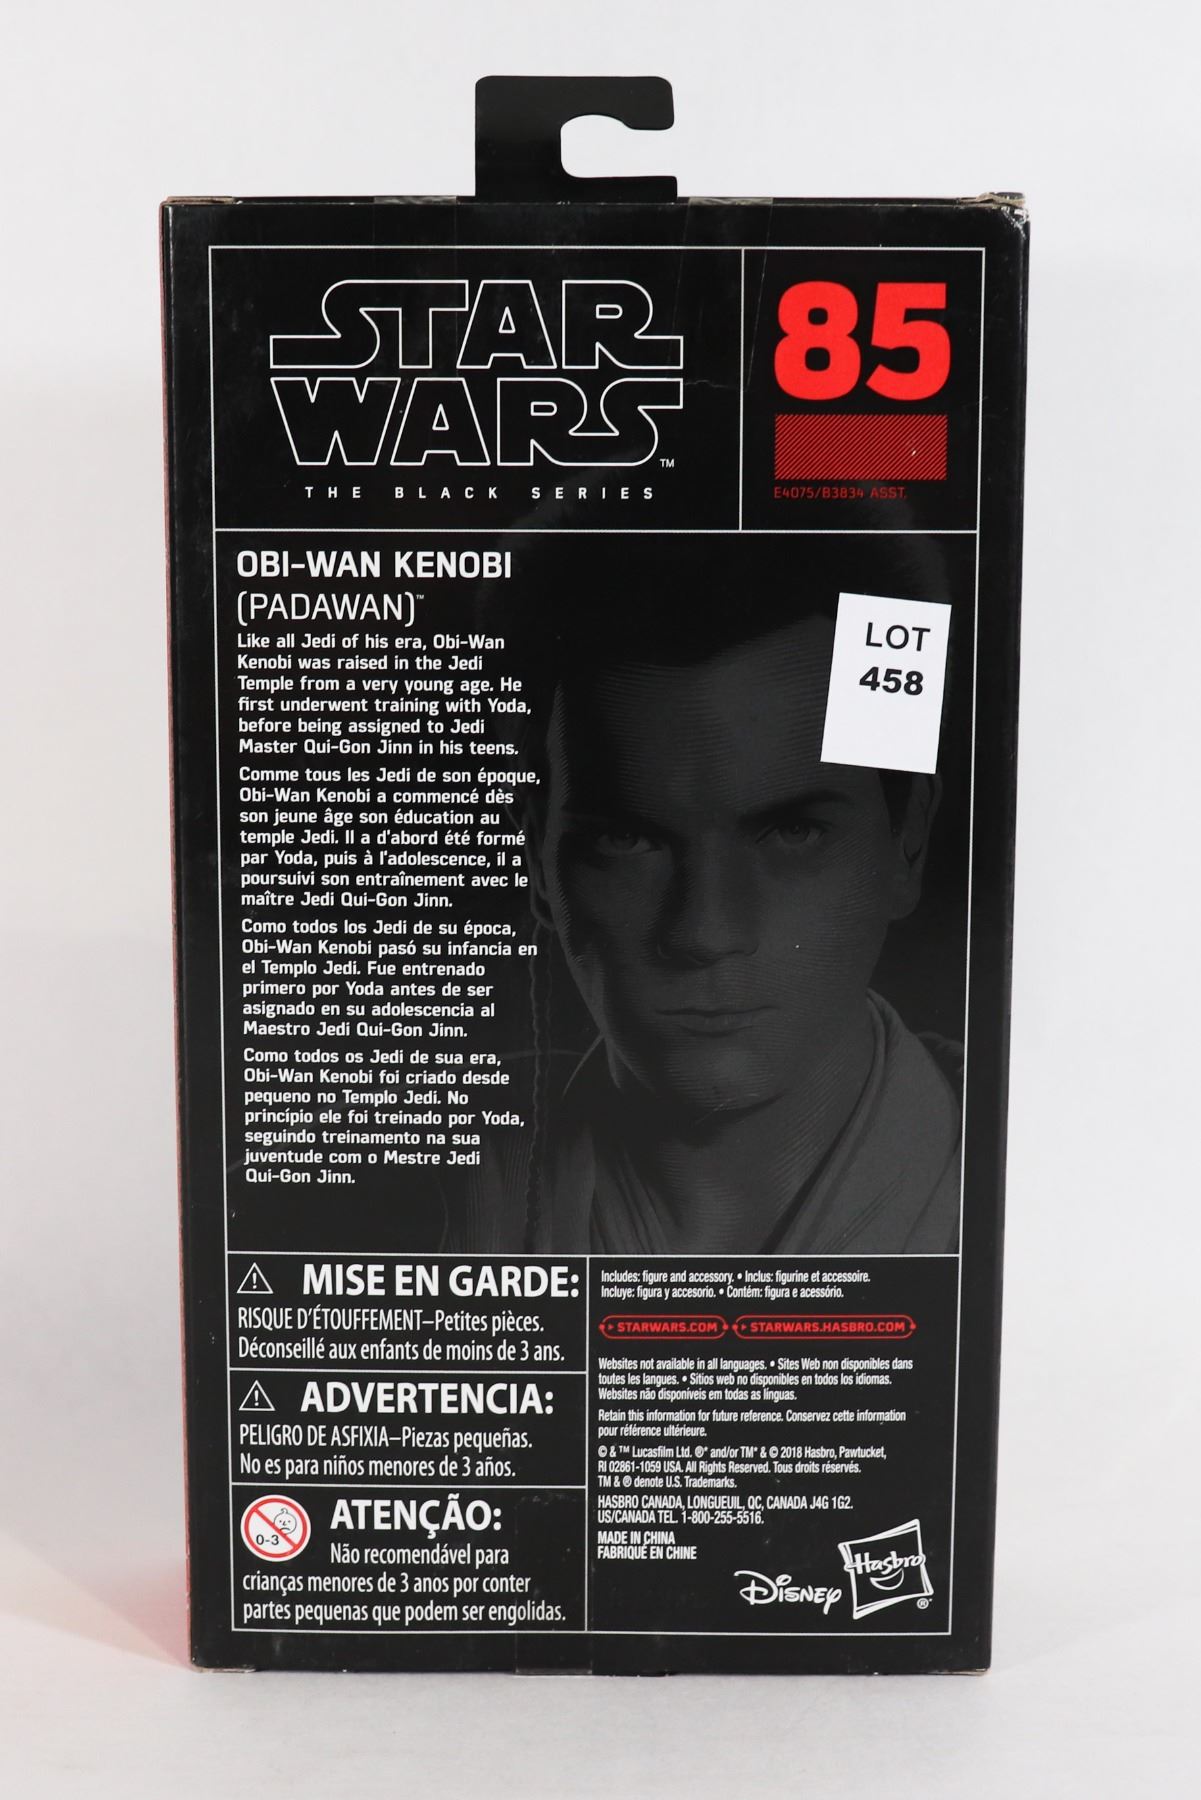 STAR
WARS™
THE BLACK SERIES
85
E4075/B3834 ASST.
OBI-WAN KENOBI
(PADAWAN)™
Like all Jedi of his era, Obi-Wan
Kenobi was raised in the Jedi
Temple from a very young age. He
first underwent training with Yoda,
before being assigned to Jedi
Master Qui-Gon Jinn in his teens.
Comme tous les Jedi de son époque,
Obi-Wan Kenobi a commencé dès
son jeune âge son éducation au
temple Jedi. Il a d'abord été formé
par Yoda, puis à l'adolescence, il a
poursuivi son entraînement avec le
maître Jedi Qui-Gon Jinn.
Como todos los Jedi de su época,
Obi-Wan Kenobi pasó su infancia en
el Templo Jedi. Fue entrenado
primero por Yoda antes de ser
asignado en su adolescencia al
Maestro Jedi Qui-Gon Jinn.
Como todos os Jedi de sua era,
Obi-Wan Kenobi foi criado desde
pequeno no Templo Jedi. No
princípio ele foi treinado por Yoda,
seguindo treinamento na sua
juventude com o Mestre Jedi
Qui-Gon Jinn.
LOT
458
MISE EN GARDE:
RISQUE D'ÉTOUFFEMENT–Petites pièces.
Déconseillé aux enfants de moins de 3 ans.
ADVERTENCIA:
PELIGRO DE ASFIXIA–Piezas pequeñas.
No es para niños menores de 3 años.
0-3
ATENÇÃO:
Não recomendável para
crianças menores de 3 anos por conter
partes pequenas que podem ser engolidas.
Includes: figure and accessory. • Inclus: figurine et accessoire.
Incluye: figura y accesorio. • Contém: figura e acessório.
STARWARS.COM STARWARS.HASBRO.COM
Websites not available in all languages. • Sites Web non disponibles dans
toutes les langues. • Sitios web no disponibles en todos los idiomas.
Websites não disponíveis em todas as línguas.
Retain this information for future reference. Conservez cette information
pour référence ultérieure.
© & ™ Lucasfilm Ltd. ®* and/or TM* & © 2018 Hasbro, Pawtucket,
RI 02861-1059 USA. All Rights Reserved. Tous droits réservés.
TM & ® denote U.S. Trademarks.
HASBRO CANADA, LONGUEUIL, QC, CANADA J4G 1G2.
US/CANADA TEL. 1-800-255-5516.
MADE IN CHINA
FABRIQUÉ EN CHINE
Disney
Hasbro
®*